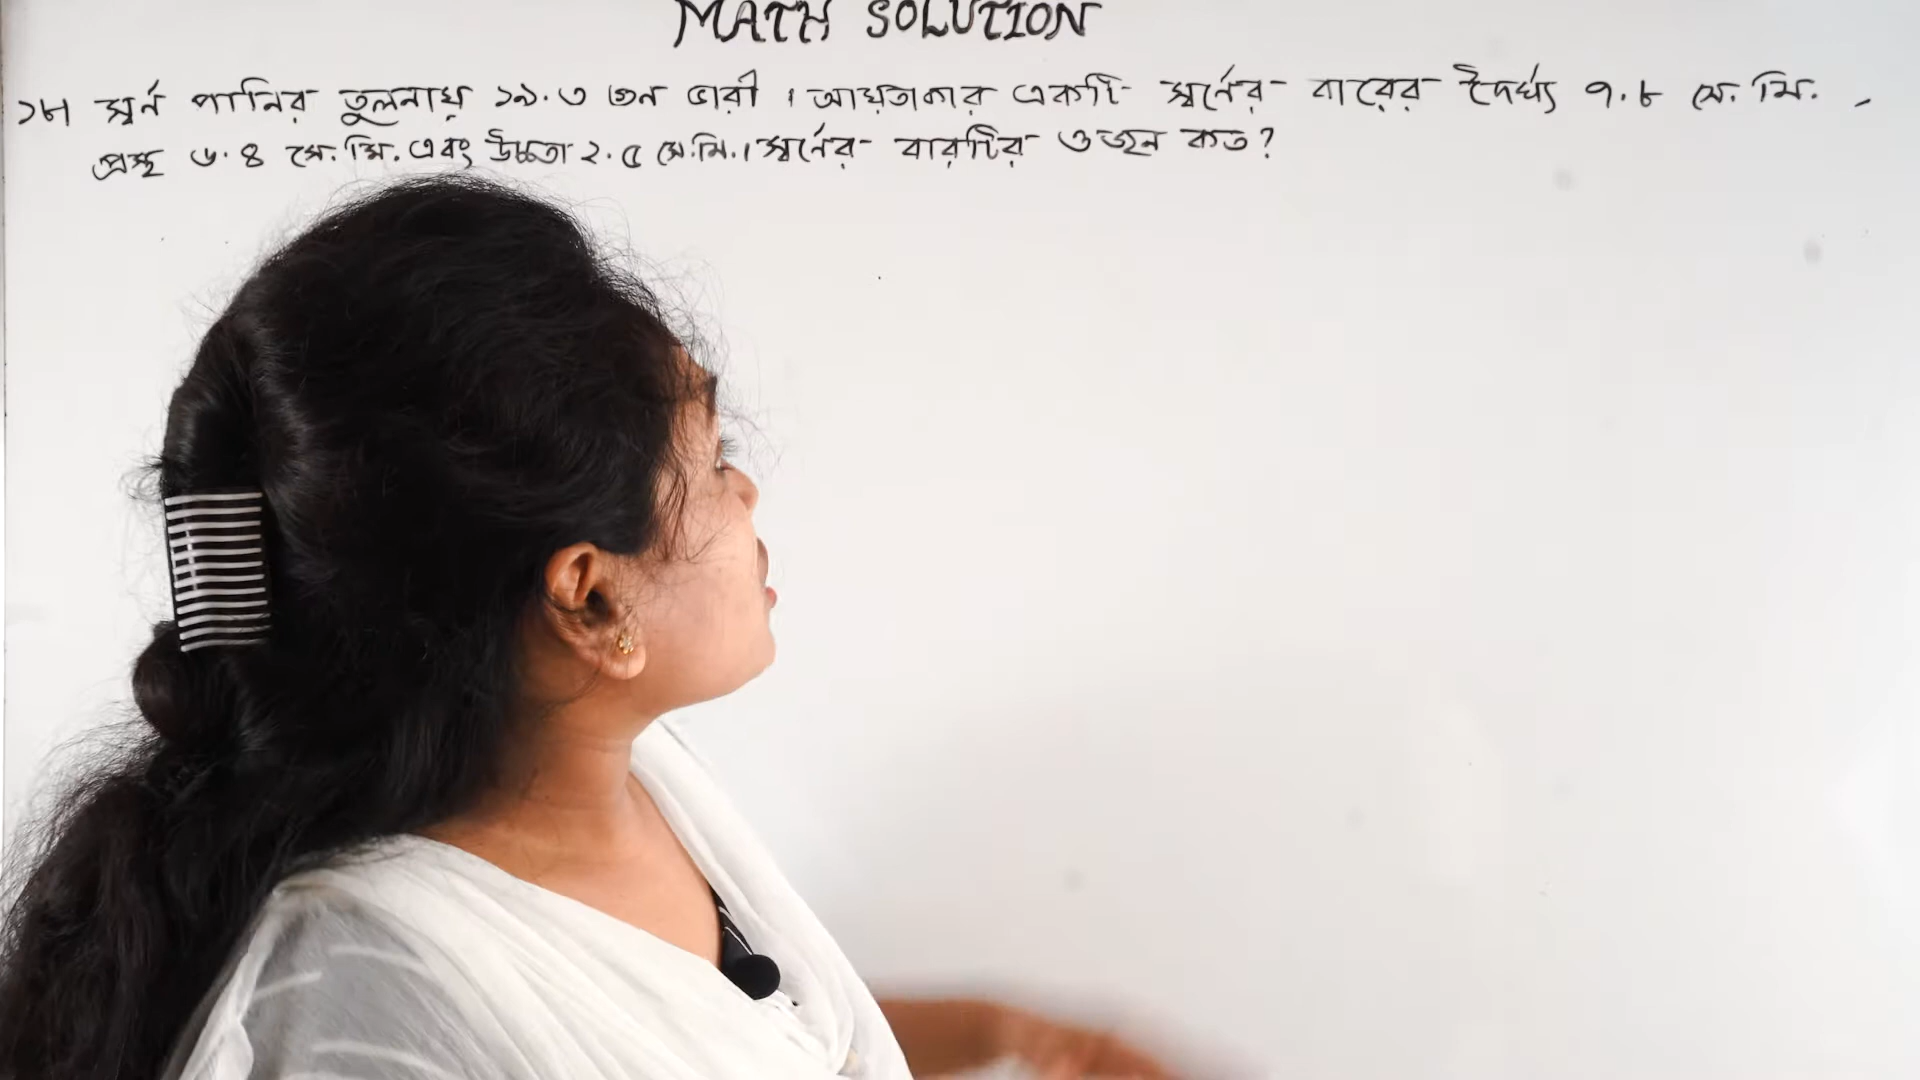 MATH SOLUTION
১৮। স্বর্ন পানির তুলনায় ১৯.৩ গুন ভারী। আয়তাকার একটি স্বর্নের বারের দৈর্ঘ্য ৭.৮ সে.মি. ,
প্রস্থ ৬.৪ সে.মি. এবং উচ্চতা ২.৫ সে.মি.। স্বর্নের বারটির ওজন কত?